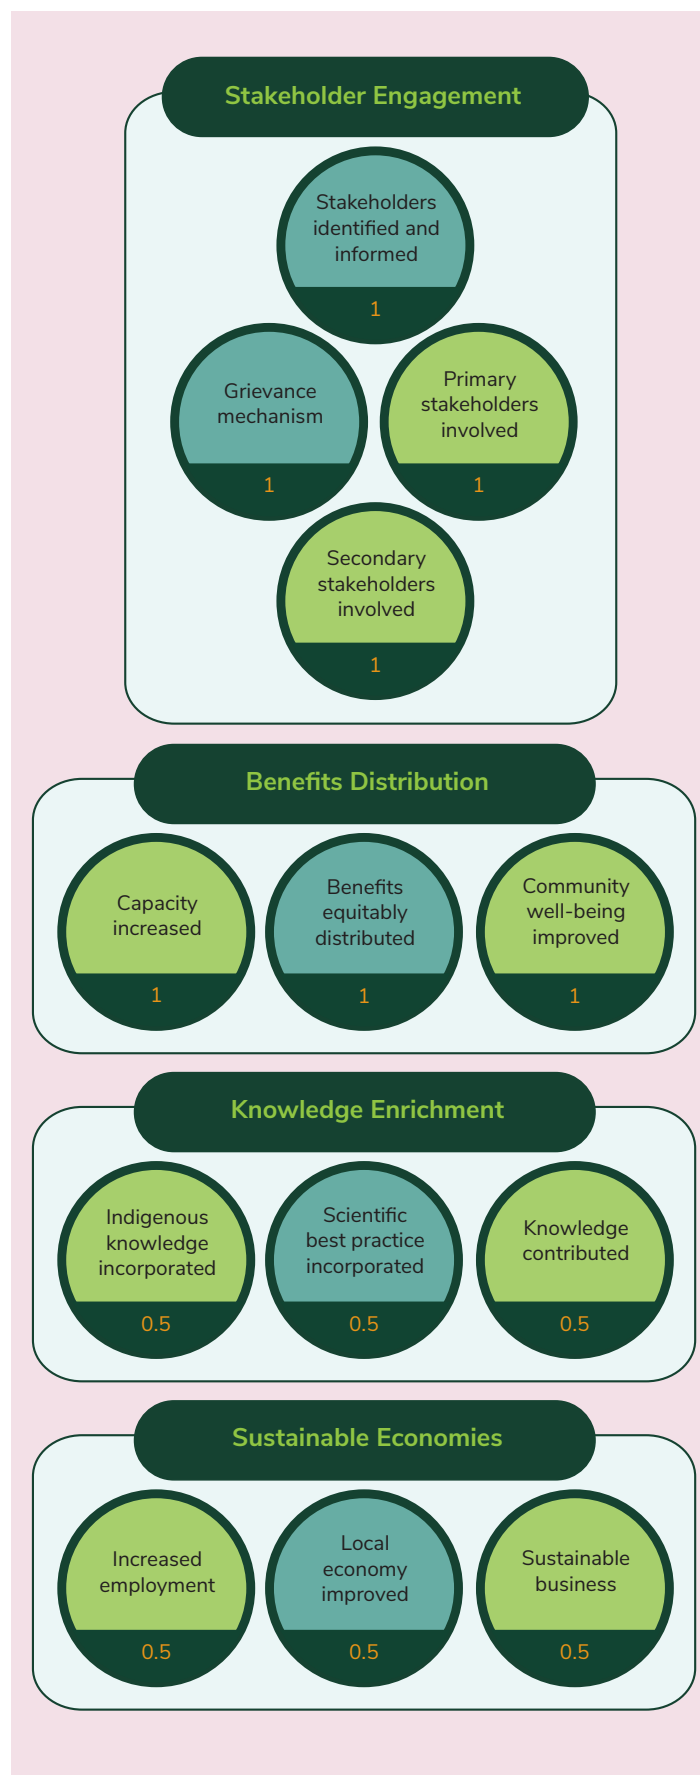 Stakeholder Engagement
Stakeholders
identified and
informed
1
Grievance
mechanism
1
Primary
stakeholders
involved
1
Secondary
stakeholders
involved
1
Benefits Distribution
Capacity
increased
1
Benefits
equitably
distributed
1
Community
well-being
improved
1
Knowledge Enrichment
Indigenous
knowledge
incorporated
0.5
Scientific
best practice
incorporated
0.5
Knowledge
contributed
0.5
Sustainable Economies
Increased
employment
0.5
Local
economy
improved
0.5
Sustainable
business
0.5